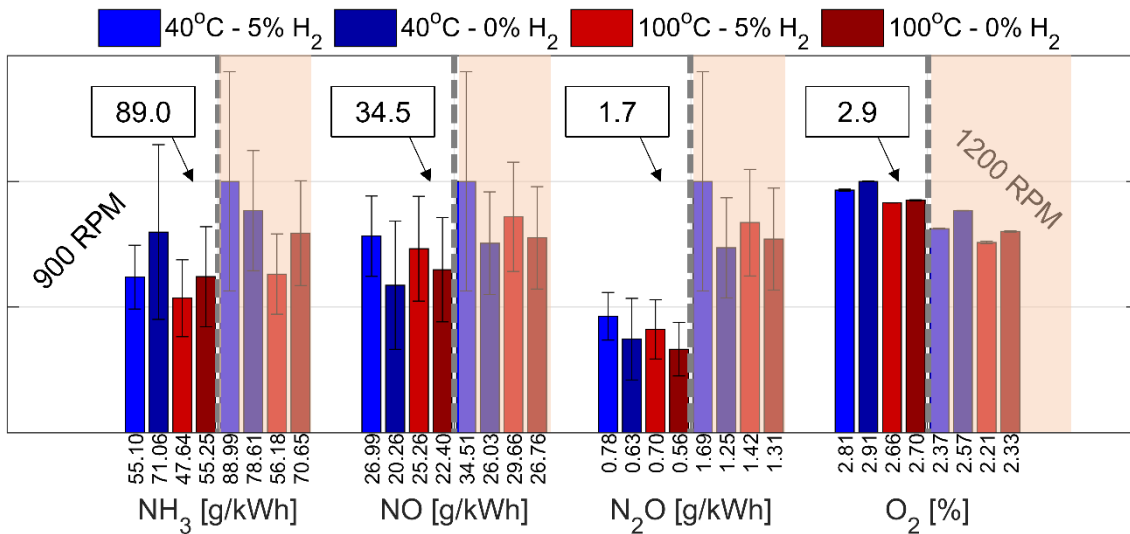 40°C - 5% H₂ 40°C - 0% H₂ 100°C - 5% H₂ 100°C - 0% H₂
89.0 34.5 1.7 2.9
900 RPM 1200 RPM
55.10 71.06 47.64 55.25 88.99 78.61 56.18 70.65 26.99 20.26 25.26 22.40 34.51 26.03 29.66 26.76 0.78 0.63 0.70 0.56 1.69 1.25 1.42 1.31 2.81 2.91 2.66 2.70 2.37 2.57 2.21 2.33
NH₃ [g/kWh] NO [g/kWh] N₂O [g/kWh] O₂ [%]